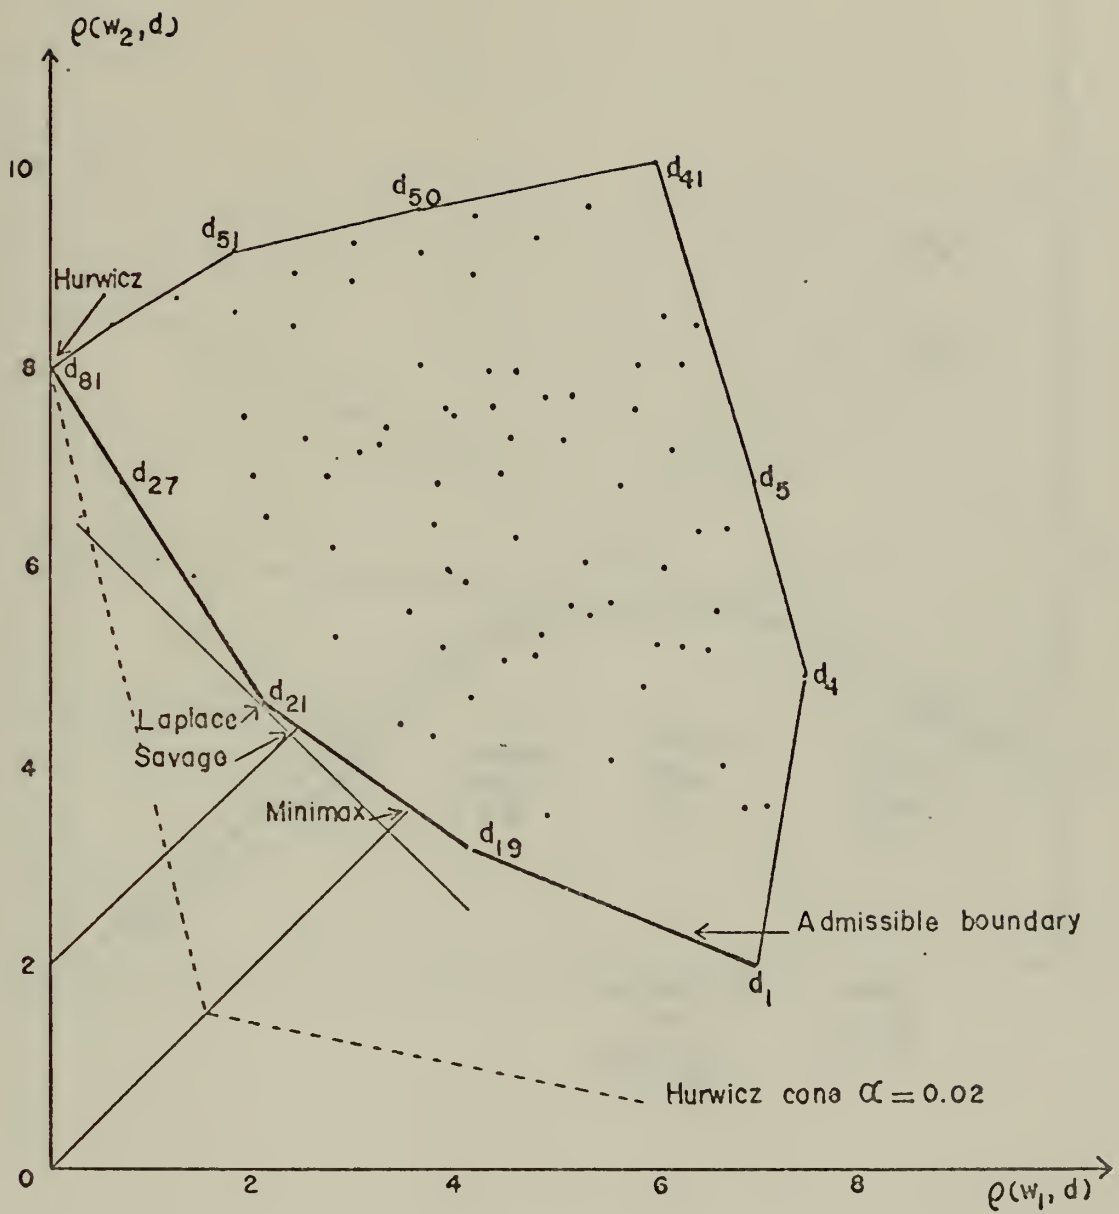 ϱ(w₂,d)
10
d₄₁
d₅₀
d₅₁
Hurwicz
8
d₈₁
d₂₇
d₅
6
d₂₁
d₄
Laplace
Savage
4
Minimax
d₁₉
Admissible boundary
2
d₁
Hurwicz cone α = 0.02
0
2
4
6
8
ϱ(w₁,d)